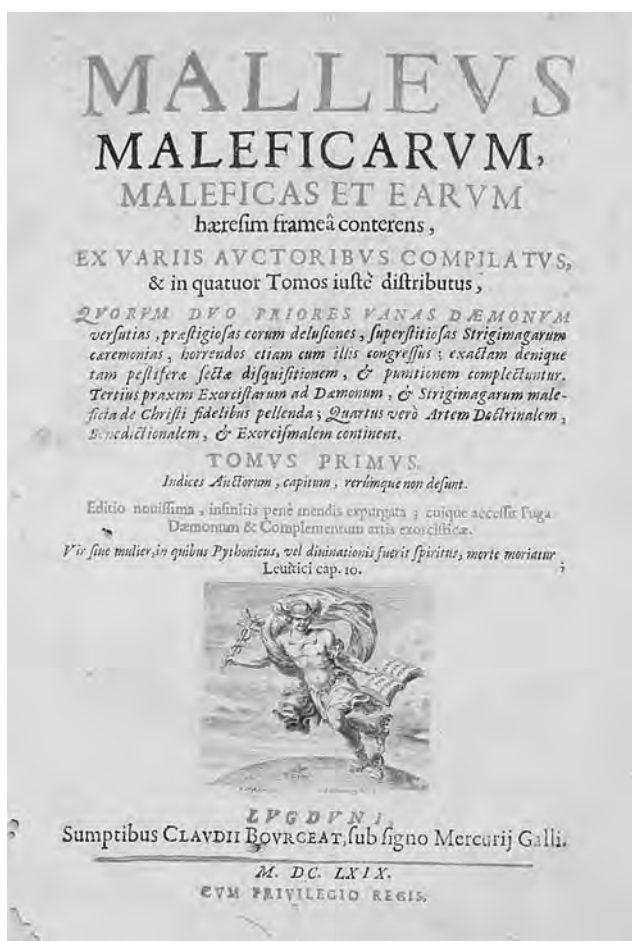 MALLEVS
MALEFICARVM,
MALEFICAS ET EARVM
hæresim frameâ conterens,
EX VARIIS AVCTORIBVS COMPILATVS,
& in quatuor Tomos iustè distributus,
QVORVM DVO PRIORES VANAS DÆMONVM
versutias, præstigiosas eorum delusiones, superstitiosas Strigimagarum
cæremonias, horrendos etiam cum illis congressus; exactam denique
tam pestiferæ sectæ disquisitionem, & punitionem complectuntur.
Tertius praxim Exorcistarum ad Dæmonum, & Strigimagarum male-
ficia de Christi fidelibus pellenda; Quartus verò Artem Doctrinalem,
Benedictionalem, & Exorcismalem continent.
TOMVS PRIMVS.
Indices Auctorum, capitum, rerúmque non desunt.
Editio nouissima, infinitis penè mendis expurgata; cuique accessit Fuga
Dæmonum & Complementum artis exorcisticæ.
Vir siue mulier, in quibus Pythonicus, vel diuinationis fuerit spiritus, morte moriatur
Leuitici cap. 10.
LVGDVNI,
Sumptibus CLAVDII BOVRGEAT, sub signo Mercurij Galli.
M. DC. LXIX.
CVM PRIVILEGIO REGIS.